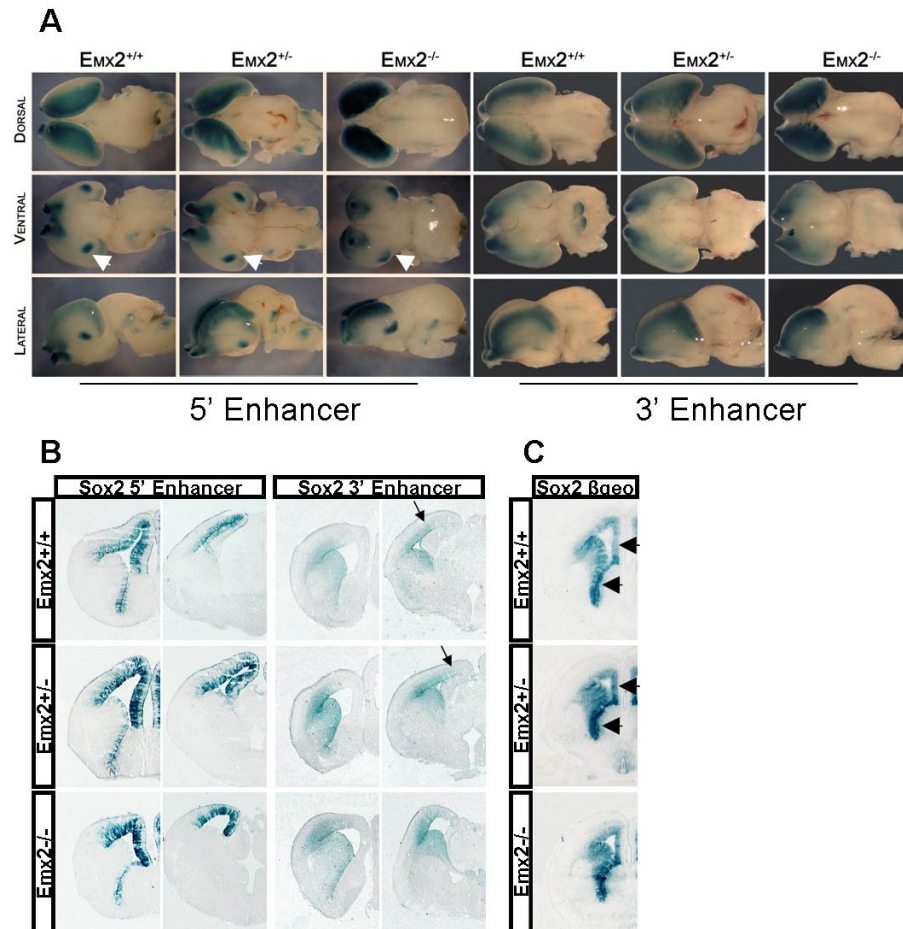 A
EMX2+/+ EMX2+/- EMX2-/- EMX2+/+ EMX2+/- EMX2-/-
DORSAL
VENTRAL
LATERAL
5' Enhancer 3' Enhancer
B C
Sox2 5' Enhancer Sox2 3' Enhancer Sox2 βgeo
Emx2+/+ Emx2+/+
Emx2+/- Emx2+/-
Emx2-/- Emx2-/-